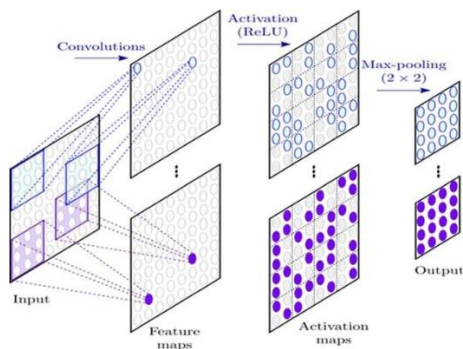 Convolutions
Activation
(ReLU)
Max-pooling
(2 × 2)
Input
Feature
maps
Activation
maps
Output